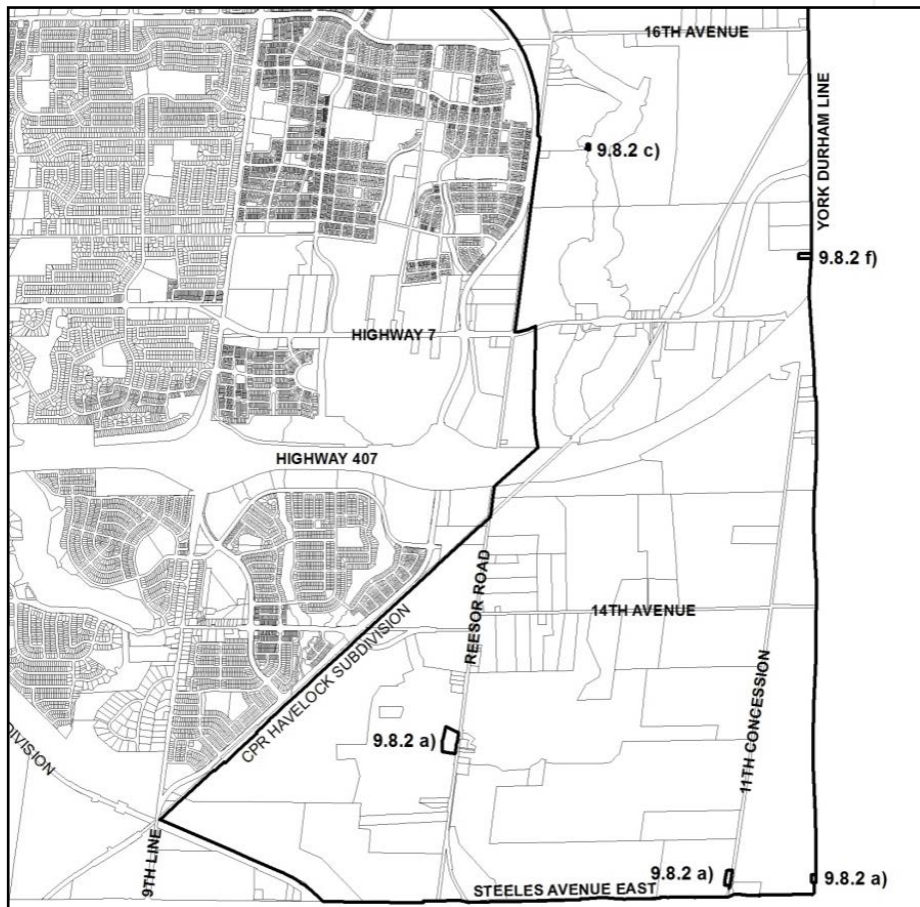 16TH AVENUE
YORK DURHAM LINE
9.8.2 c)
9.8.2 f)
HIGHWAY 7
HIGHWAY 407
REESOR ROAD
14TH AVENUE
CPR HAVELOCK SUBDIVISION
11TH CONCESSION
9.8.2 a)
DIVISION
9TH LINE
STEELES AVENUE EAST
9.8.2 a)
9.8.2 a)